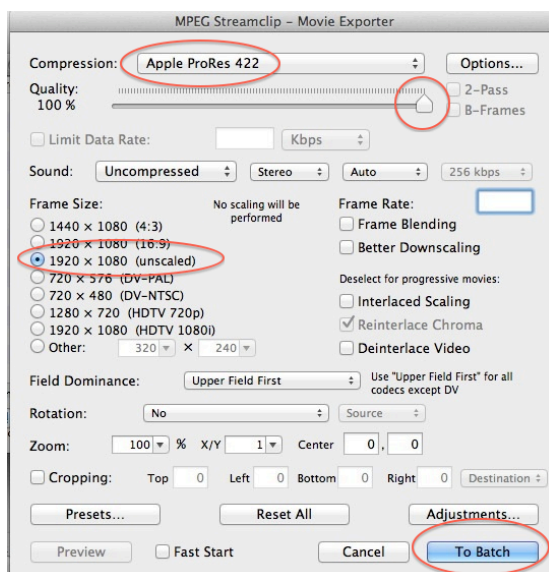 MPEG Streamclip – Movie Exporter
Compression: Apple ProRes 422 Options...
Quality: 2-Pass
100 % B-Frames
Limit Data Rate: Kbps
Sound: Uncompressed Stereo Auto 256 kbps
Frame Size: No scaling will be performed Frame Rate:
1440 × 1080 (4:3) Frame Blending
1920 × 1080 (16:9) Better Downscaling
1920 × 1080 (unscaled)
720 × 576 (DV-PAL) Deselect for progressive movies:
720 × 480 (DV-NTSC) Interlaced Scaling
1280 × 720 (HDTV 720p) Reinterlace Chroma
1920 × 1080 (HDTV 1080i) Deinterlace Video
Other: 320 × 240
Field Dominance: Upper Field First Use "Upper Field First" for all codecs except DV
Rotation: No Source
Zoom: 100 % X/Y 1 Center 0 , 0
Cropping: Top 0 Left 0 Bottom 0 Right 0 Destination
Presets... Reset All Adjustments...
Preview Fast Start Cancel To Batch